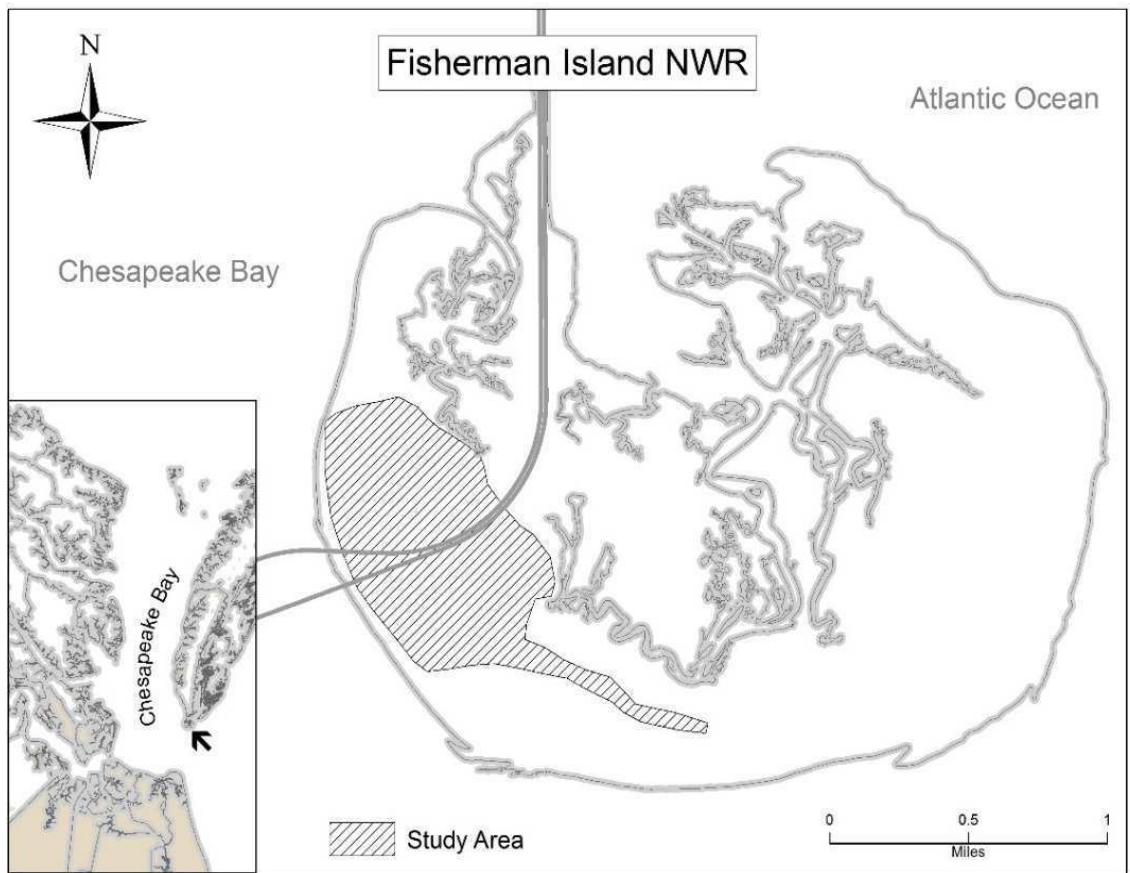 N
Fisherman Island NWR
Atlantic Ocean
Chesapeake Bay
Chesapeake Bay
Study Area
0 0.5 1
Miles